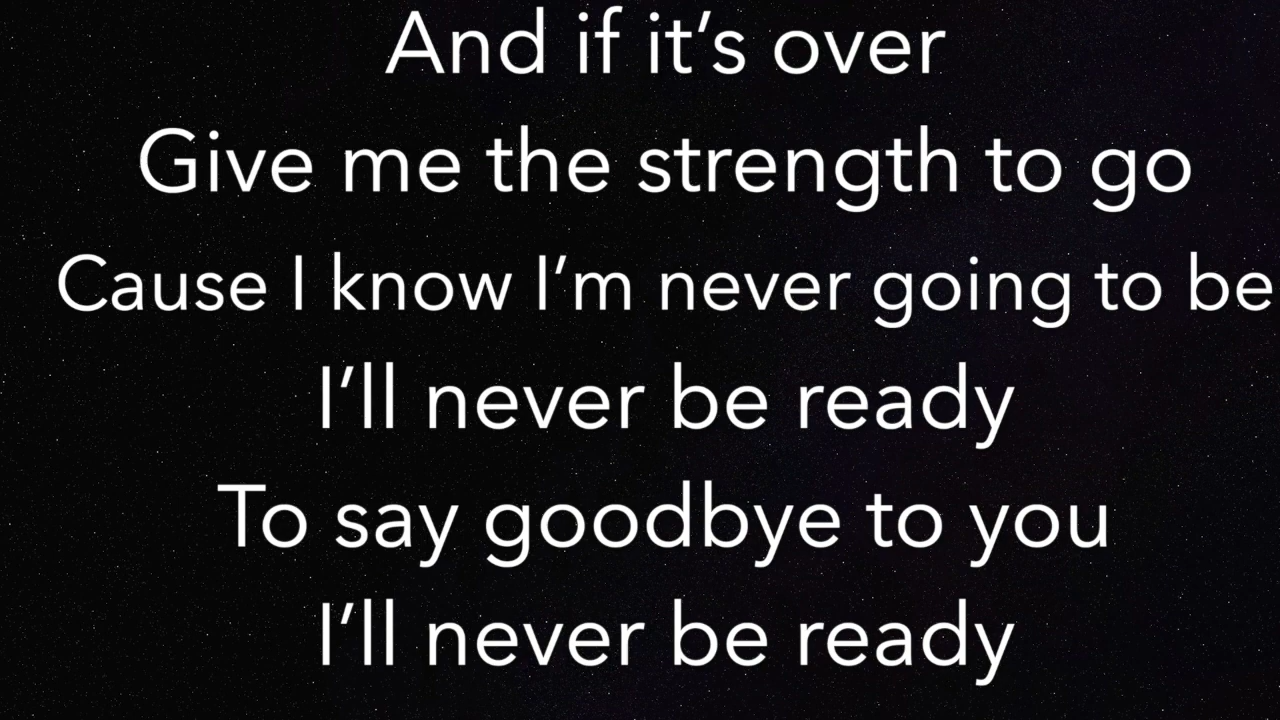 And if it’s over
Give me the strength to go
Cause I know I’m never going to be
I’ll never be ready
To say goodbye to you
I’ll never be ready